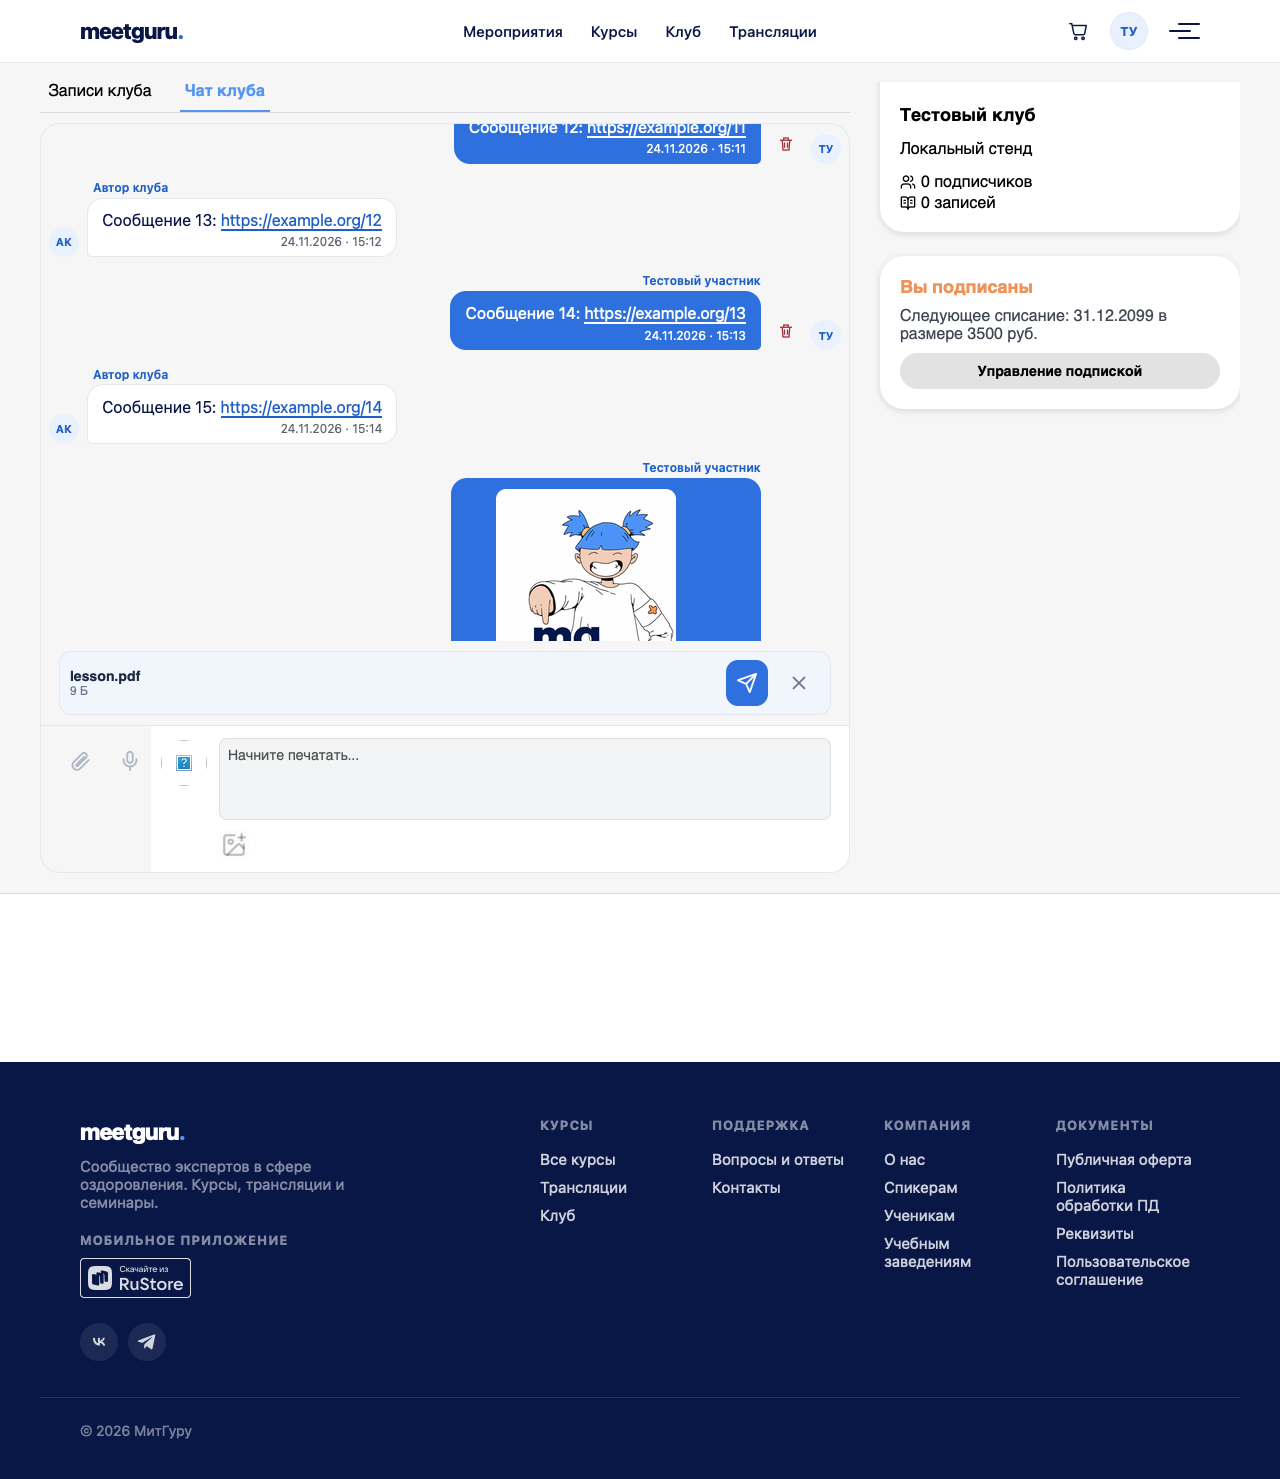 meetguru.
Мероприятия Курсы Клуб Трансляции
ТУ
Записи клуба Чат клуба
Сообщение 12: https://example.org/11
24.11.2026 · 15:11
ТУ
Автор клуба
Сообщение 13: https://example.org/12
24.11.2026 · 15:12
АК
Тестовый участник
Сообщение 14: https://example.org/13
24.11.2026 · 15:13
ТУ
Автор клуба
Сообщение 15: https://example.org/14
24.11.2026 · 15:14
АК
Тестовый участник
mg
lesson.pdf
9 Б
Начните печатать...
Тестовый клуб
Локальный стенд
0 подписчиков
0 записей
Вы подписаны
Следующее списание: 31.12.2099 в
размере 3500 руб.
Управление подпиской
meetguru.
Сообщество экспертов в сфере
оздоровления. Курсы, трансляции и
семинары.
МОБИЛЬНОЕ ПРИЛОЖЕНИЕ
Скачайте из
RuStore
КУРСЫ
Все курсы
Трансляции
Клуб
ПОДДЕРЖКА
Вопросы и ответы
Контакты
КОМПАНИЯ
О нас
Спикерам
Ученикам
Учебным
заведениям
ДОКУМЕНТЫ
Публичная оферта
Политика
обработки ПД
Реквизиты
Пользовательское
соглашение
© 2026 МитГуру